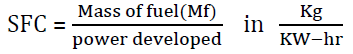 SFC = Mass of fuel(Mf) / power developed in Kg / KW−hr